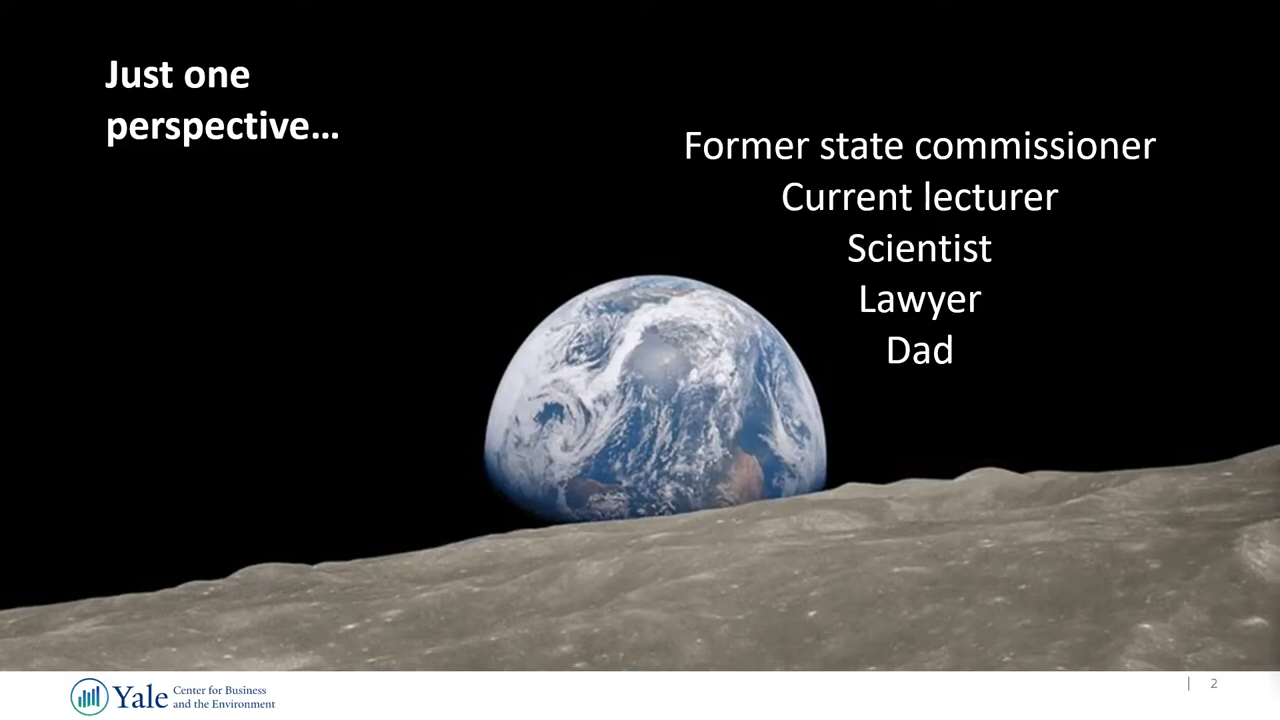 Just one
perspective...
Former state commissioner
Current lecturer
Scientist
Lawyer
Dad
Yale Center for Business
and the Environment
| 2